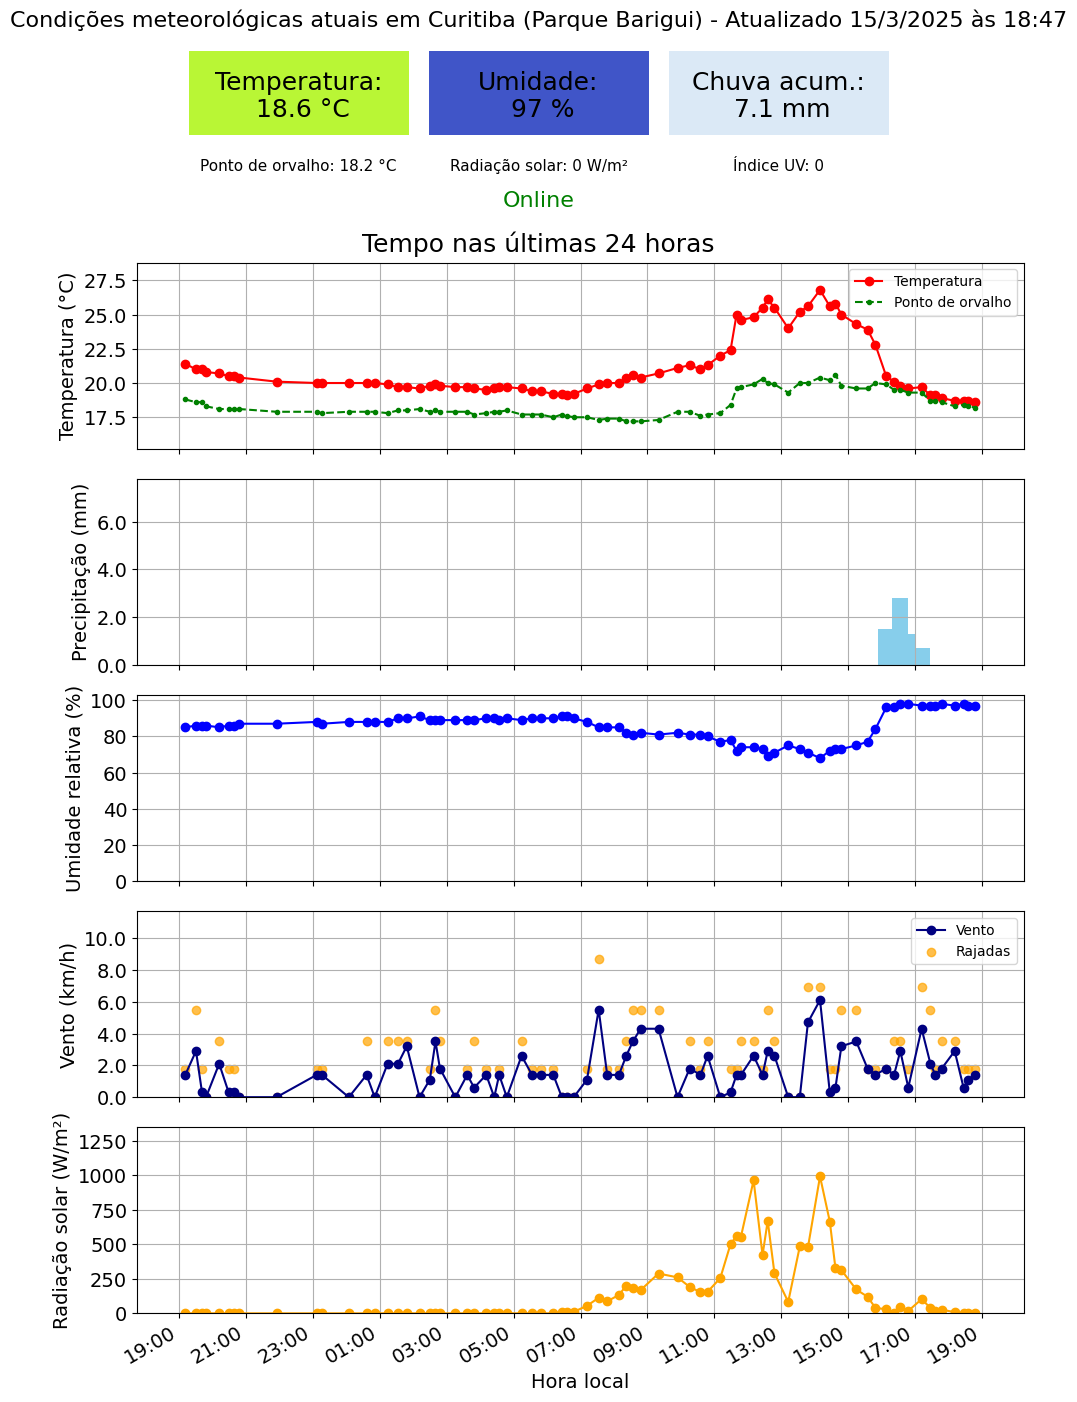 Condições meteorológicas atuais em Curitiba (Parque Barigui) - Atualizado 15/3/2025 às 18:47
Temperatura:
18.6 °C
Umidade:
97 %
Chuva acum.:
7.1 mm
Ponto de orvalho: 18.2 °C
Radiação solar: 0 W/m²
Índice UV: 0
Online
Tempo nas últimas 24 horas
Temperatura (°C)
27.5
25.0
22.5
20.0
17.5
Temperatura
Ponto de orvalho
Precipitação (mm)
6.0
4.0
2.0
0.0
Umidade relativa (%)
100
80
60
40
20
0
Vento (km/h)
10.0
8.0
6.0
4.0
2.0
0.0
Vento
Rajadas
Radiação solar (W/m²)
1250
1000
750
500
250
0
19:00
21:00
23:00
01:00
03:00
05:00
07:00
09:00
11:00
13:00
15:00
17:00
19:00
Hora local